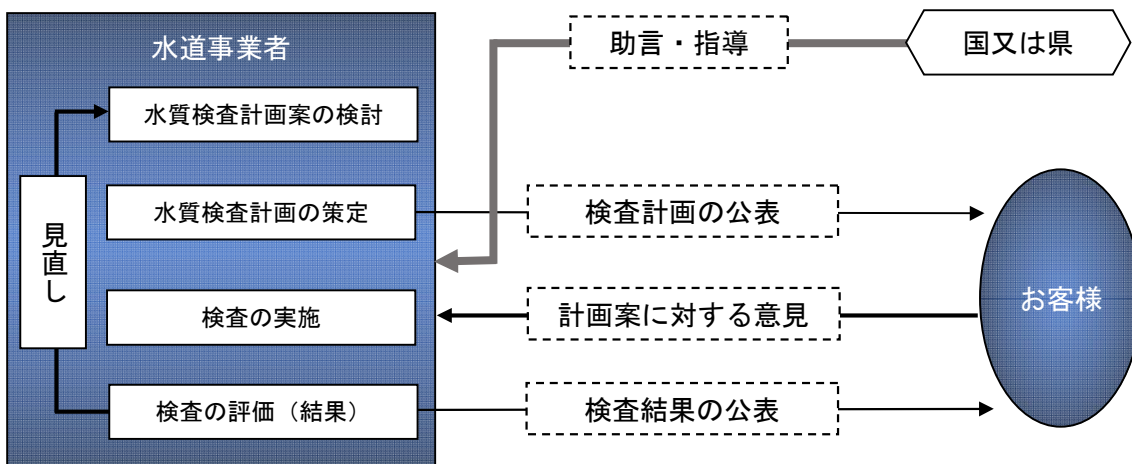 水道事業者
助言・指導
国又は県
水質検査計画案の検討
水質検査計画の策定
検査計画の公表
見直し
お客様
検査の実施
計画案に対する意見
検査の評価（結果）
検査結果の公表